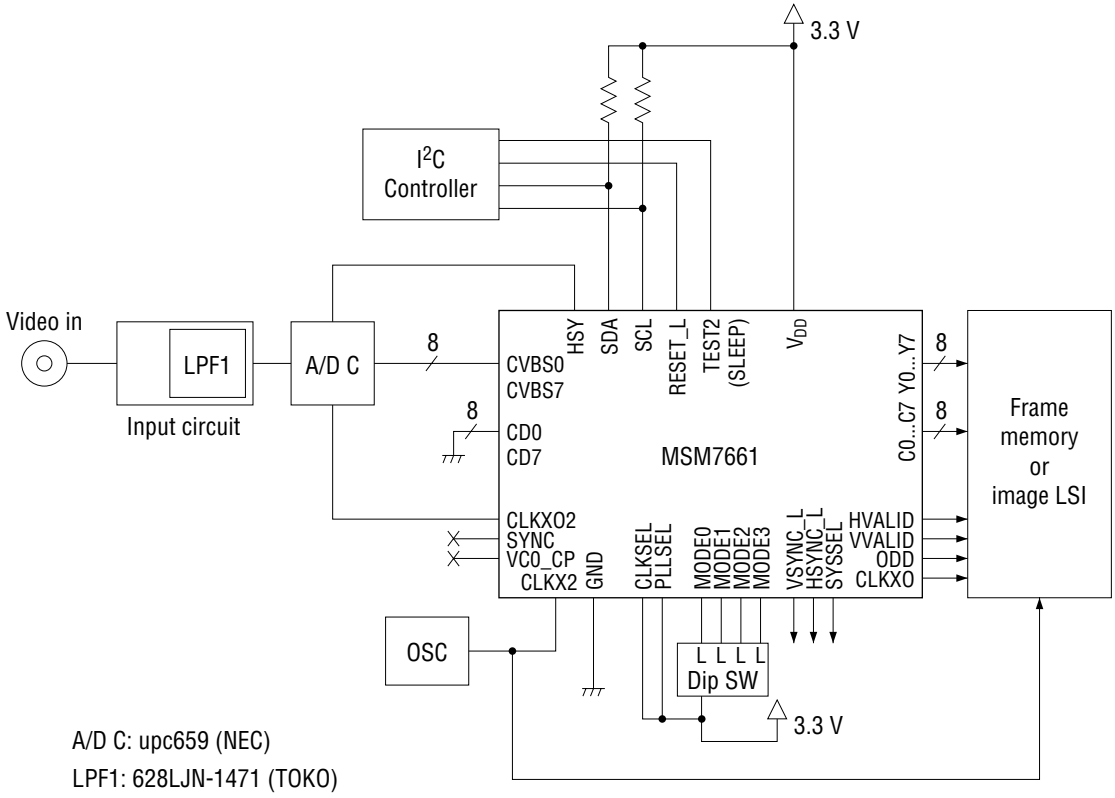 3.3 V
I²C
Controller
Video in
LPF1
Input circuit
A/D C
8
8
HSY
SDA
SCL
RESET_L
TEST2
(SLEEP)
VDD
CVBS0
CVBS7
CD0
CD7
MSM7661
Y0...Y7
C0...C7
8
8
Frame
memory
or
image LSI
CLKXO2
SYNC
VC0_CP
CLKX2
GND
CLKSEL
PLLSEL
MODE0
MODE1
MODE2
MODE3
VSYNC_L
HSYNC_L
SYSSEL
HVALID
VVALID
ODD
CLKXO
OSC
L L L L
Dip SW
3.3 V
A/D C: upc659 (NEC)
LPF1: 628LJN-1471 (TOKO)